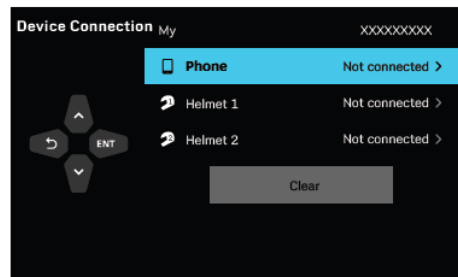 Device Connection My XXXXXXXXX
Phone Not connected >
Helmet 1 Not connected >
ENT
Helmet 2 Not connected >
Clear